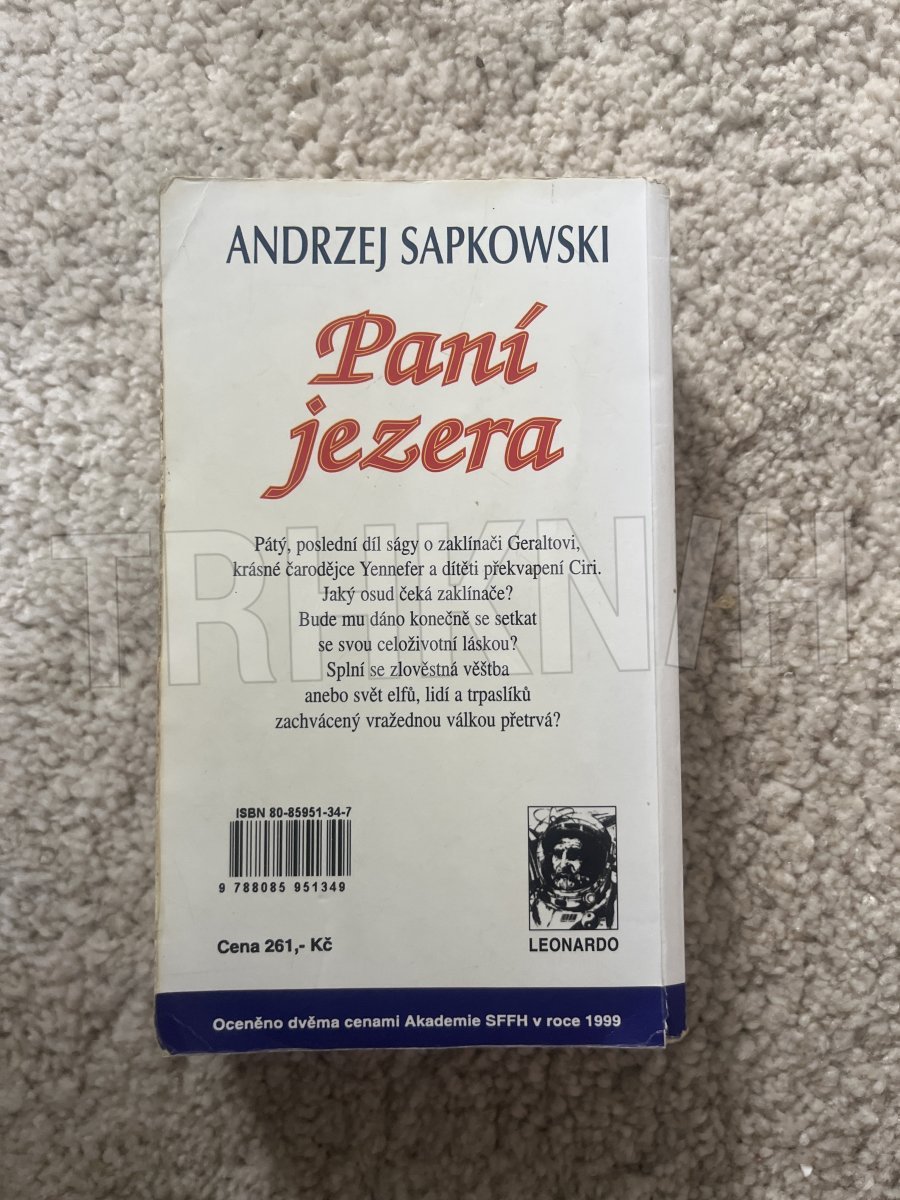 ANDRZEJ SAPKOWSKI
Paní
jezera
Pátý, poslední díl ságy o zaklínači Geraltovi,
krásné čarodějce Yennefer a dítěti překvapení Ciri.
Jaký osud čeká zaklínače?
Bude mu dáno konečně se setkat
se svou celoživotní láskou?
Splní se zlověstná věštba
anebo svět elfů, lidí a trpaslíků
zachvácený vražednou válkou přetrvá?
TRHKNIH
ISBN 80-85951-34-7
9 788085 951349
Cena 261,- Kč
LEONARDO
Oceněno dvěma cenami Akademie SFFH v roce 1999